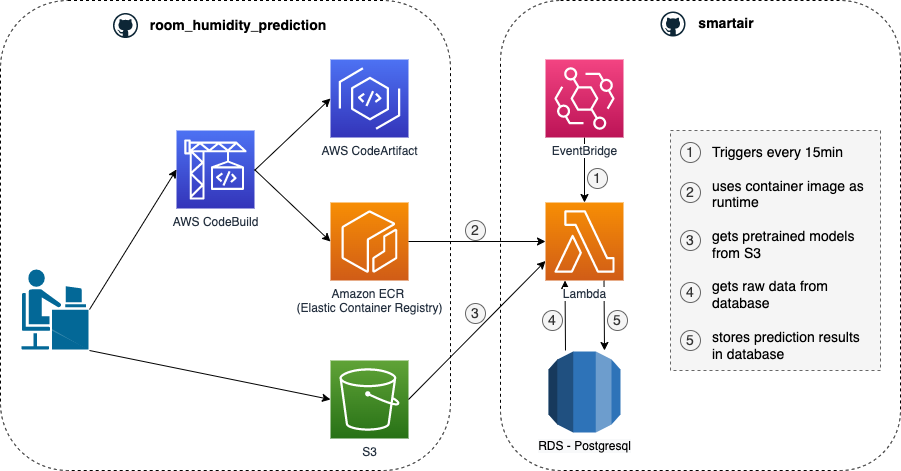 room_humidity_prediction
smartair
AWS CodeArtifact
EventBridge
AWS CodeBuild
Amazon ECR
(Elastic Container Registry)
Lambda
S3
RDS - Postgresql
1
2
3
4
5
1 Triggers every 15min
2 uses container image as
runtime
3 gets pretrained models
from S3
4 gets raw data from
database
5 stores prediction results
in database